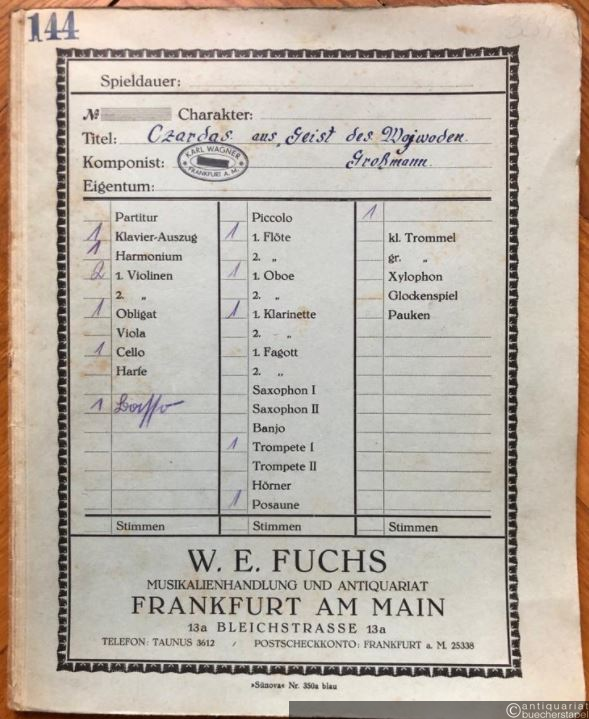 144
Spieldauer:
№ Charakter:
Titel: Czardas aus „Geist des Wojwoden
Komponist: Großmann.
KARL WAGNER
FRANKFURT A. M.
Eigentum:
Partitur
1 Klavier-Auszug
1 Harmonium
2 1. Violinen
2. „
1 Obligat
Viola
1 Cello
Harfe
1 Basso
Stimmen
Piccolo
1 1. Flöte
2. „
1 1. Oboe
2. „
1 1. Klarinette
2. „
1. Fagott
2. „
Saxophon I
Saxophon II
Banjo
1 Trompete I
Trompete II
Hörner
1 Posaune
Stimmen
1
kl. Trommel
gr. „
Xylophon
Glockenspiel
Pauken
Stimmen
W. E. FUCHS
MUSIKALIENHANDLUNG UND ANTIQUARIAT
FRANKFURT AM MAIN
13a BLEICHSTRASSE 13a
TELEFON: TAUNUS 3612 / POSTSCHECKKONTO: FRANKFURT a. M. 25338
»Sünova« Nr. 350a blau
©antiquariat
buecherstapel